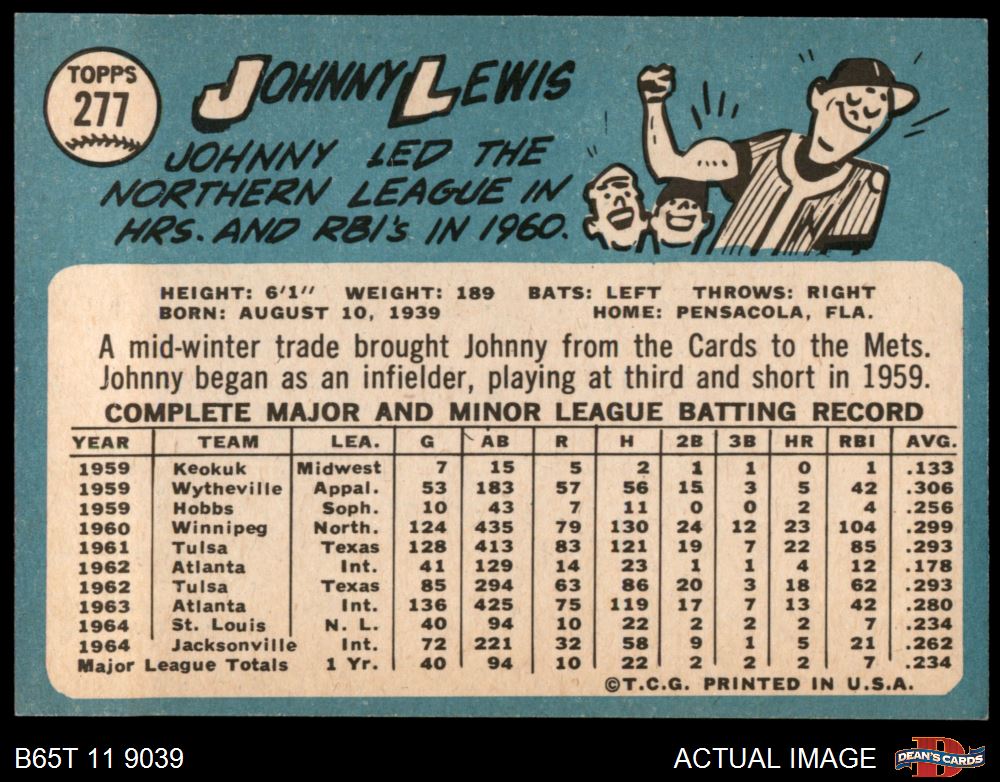 TOPPS
277
JOHNNY LEWIS
JOHNNY LED THE
NORTHERN LEAGUE IN
HRS. AND RBI's IN 1960.
HEIGHT: 6'1" WEIGHT: 189 BATS: LEFT THROWS: RIGHT
BORN: AUGUST 10, 1939 HOME: PENSACOLA, FLA.
A mid-winter trade brought Johnny from the Cards to the Mets.
Johnny began as an infielder, playing at third and short in 1959.
COMPLETE MAJOR AND MINOR LEAGUE BATTING RECORD
YEAR TEAM LEA. G AB R H 2B 3B HR RBI AVG.
1959 Keokuk Midwest 7 15 5 2 1 1 0 1 .133
1959 Wytheville Appal. 53 183 57 56 15 3 5 42 .306
1959 Hobbs Soph. 10 43 7 11 0 0 2 4 .256
1960 Winnipeg North. 124 435 79 130 24 12 23 104 .299
1961 Tulsa Texas 128 413 83 121 19 7 22 85 .293
1962 Atlanta Int. 41 129 14 23 1 1 4 12 .178
1962 Tulsa Texas 85 294 63 86 20 3 18 62 .293
1963 Atlanta Int. 136 425 75 119 17 7 13 42 .280
1964 St. Louis N. L. 40 94 10 22 2 2 2 7 .234
1964 Jacksonville Int. 72 221 32 58 9 1 5 21 .262
Major League Totals 1 Yr. 40 94 10 22 2 2 2 7 .234
©T.C.G. PRINTED IN U.S.A.
B65T 11 9039 ACTUAL IMAGE
D
DEAN'S CARDS